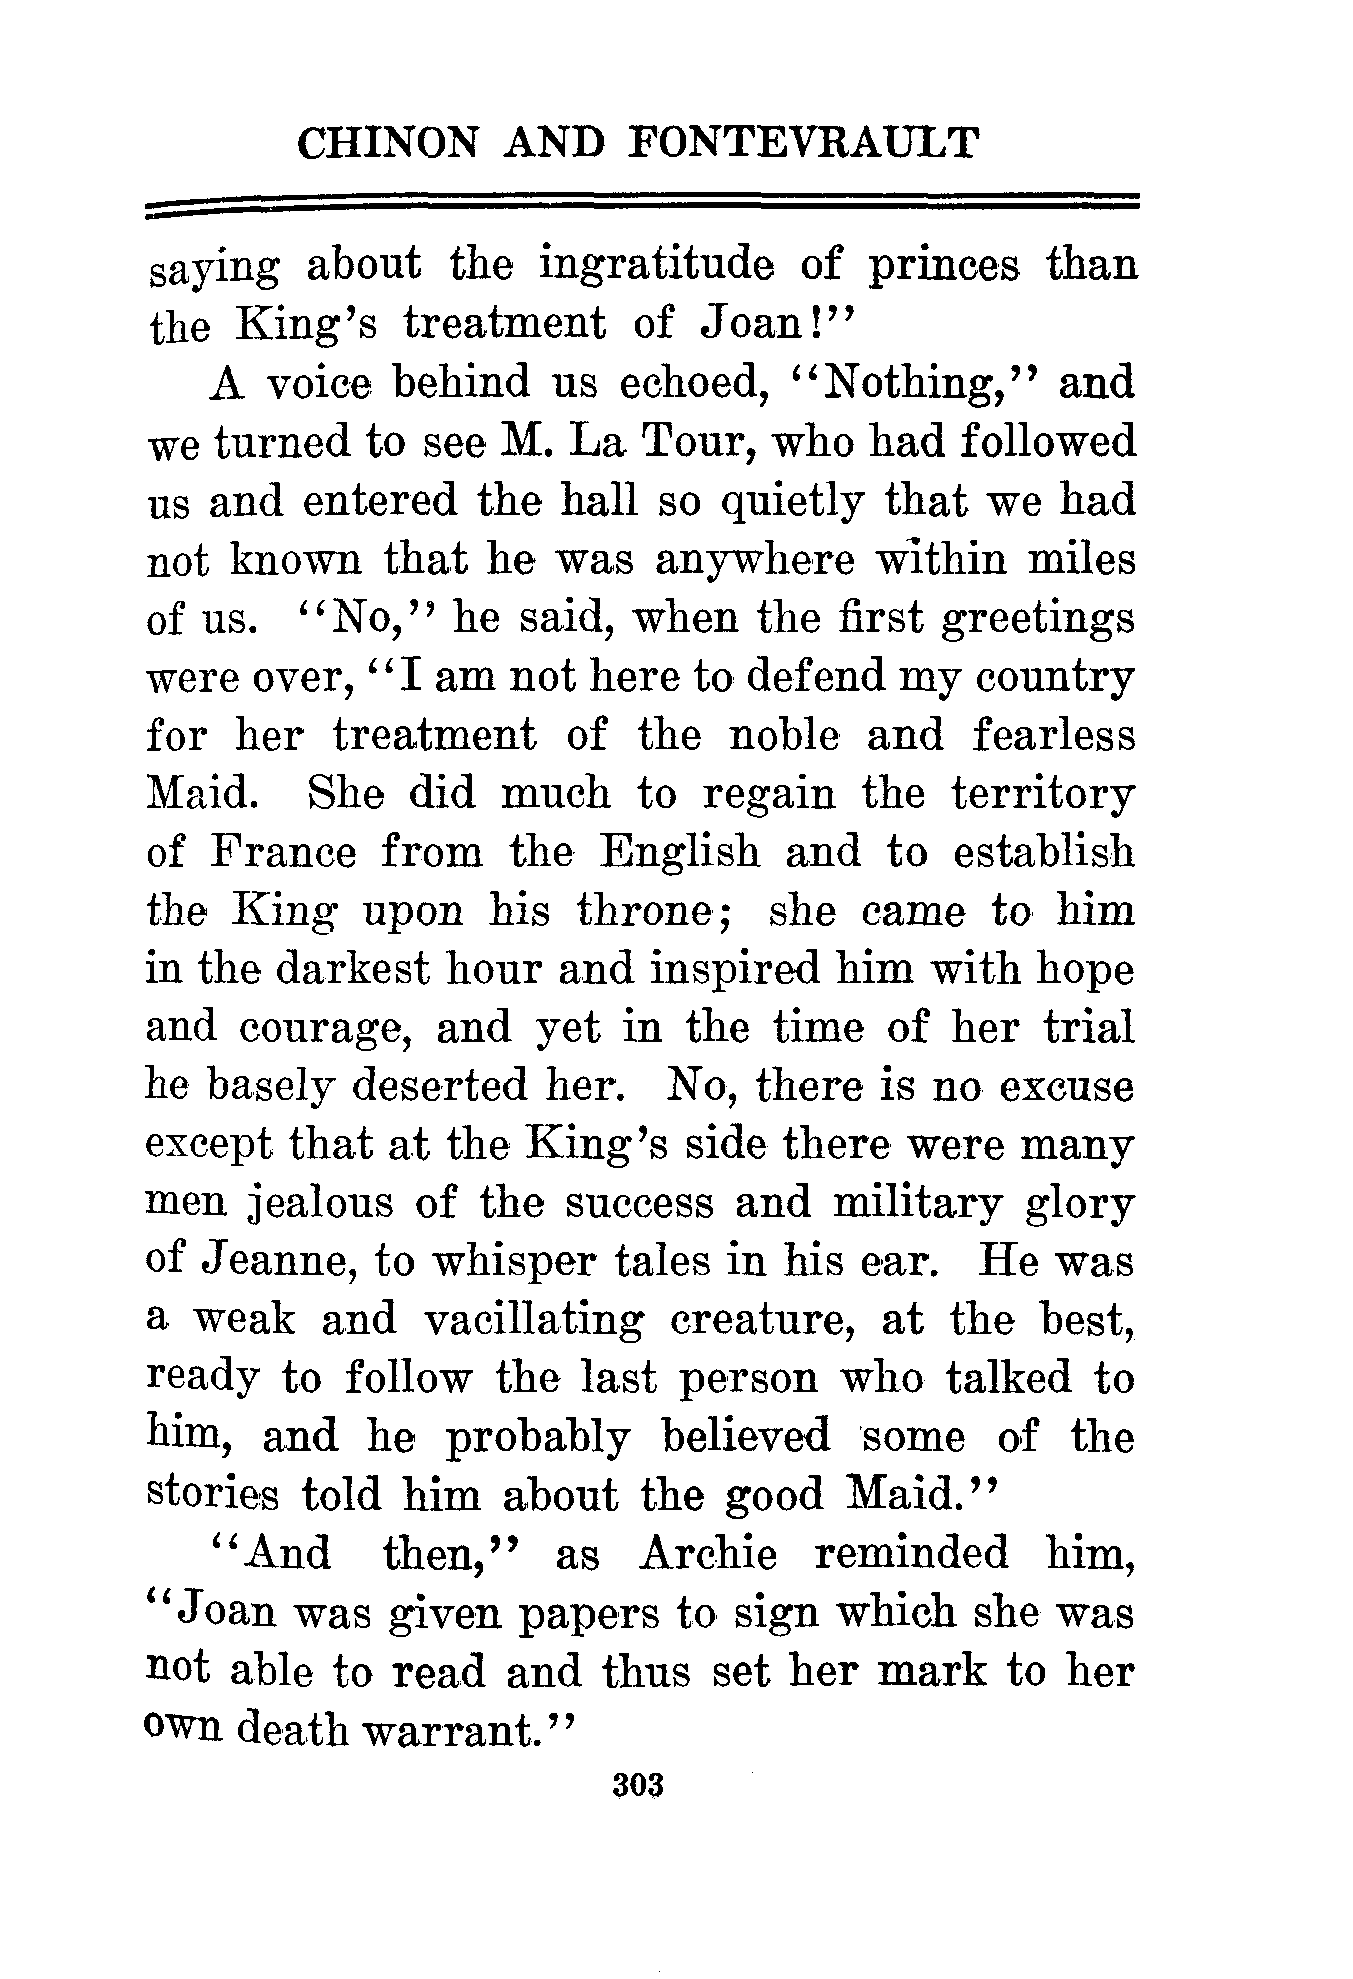 CHINON AND FONTEVRAULT
saying about the ingratitude of princes than
the King's treatment of Joan!"
A voice behind us echoed, "Nothing," and
we turned to see M. La Tour, who had followed
us and entered the hall so quietly that we had
not known that he was anywhere within miles
of us. "No," he said, when the first greetings
were over, "I am not here to defend my country
for her treatment of the noble and fearless
Maid. She did much to regain the territory
of France from the English and to establish
the King upon his throne; she came to him
in the darkest hour and inspired him with hope
and courage, and yet in the time of her trial
he basely deserted her. No, there is no excuse
except that at the King's side there were many
men jealous of the success and military glory
of Jeanne, to whisper tales in his ear. He was
a weak and vacillating creature, at the best,
ready to follow the last person who talked to
him, and he probably believed some of the
stories told him about the good Maid."
"And then," as Archie reminded him,
"Joan was given papers to sign which she was
not able to read and thus set her mark to her
own death warrant."
303